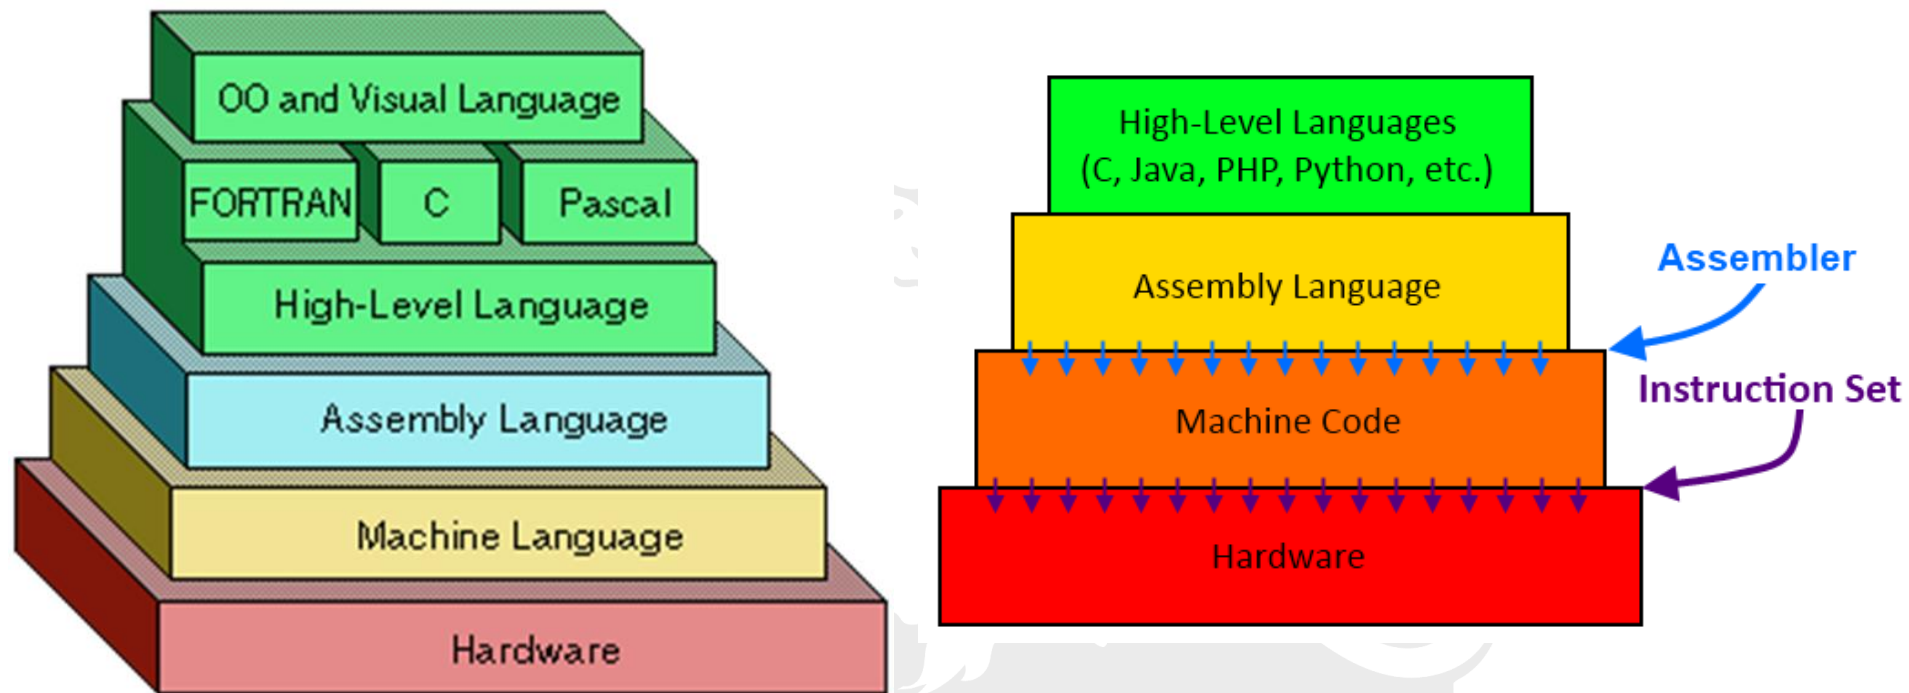 OO and Visual Language
FORTRAN
C
Pascal
High-Level Language
Assembly Language
Machine Language
Hardware
High-Level Languages
(C, Java, PHP, Python, etc.)
Assembly Language
Assembler
Instruction Set
Machine Code
Hardware